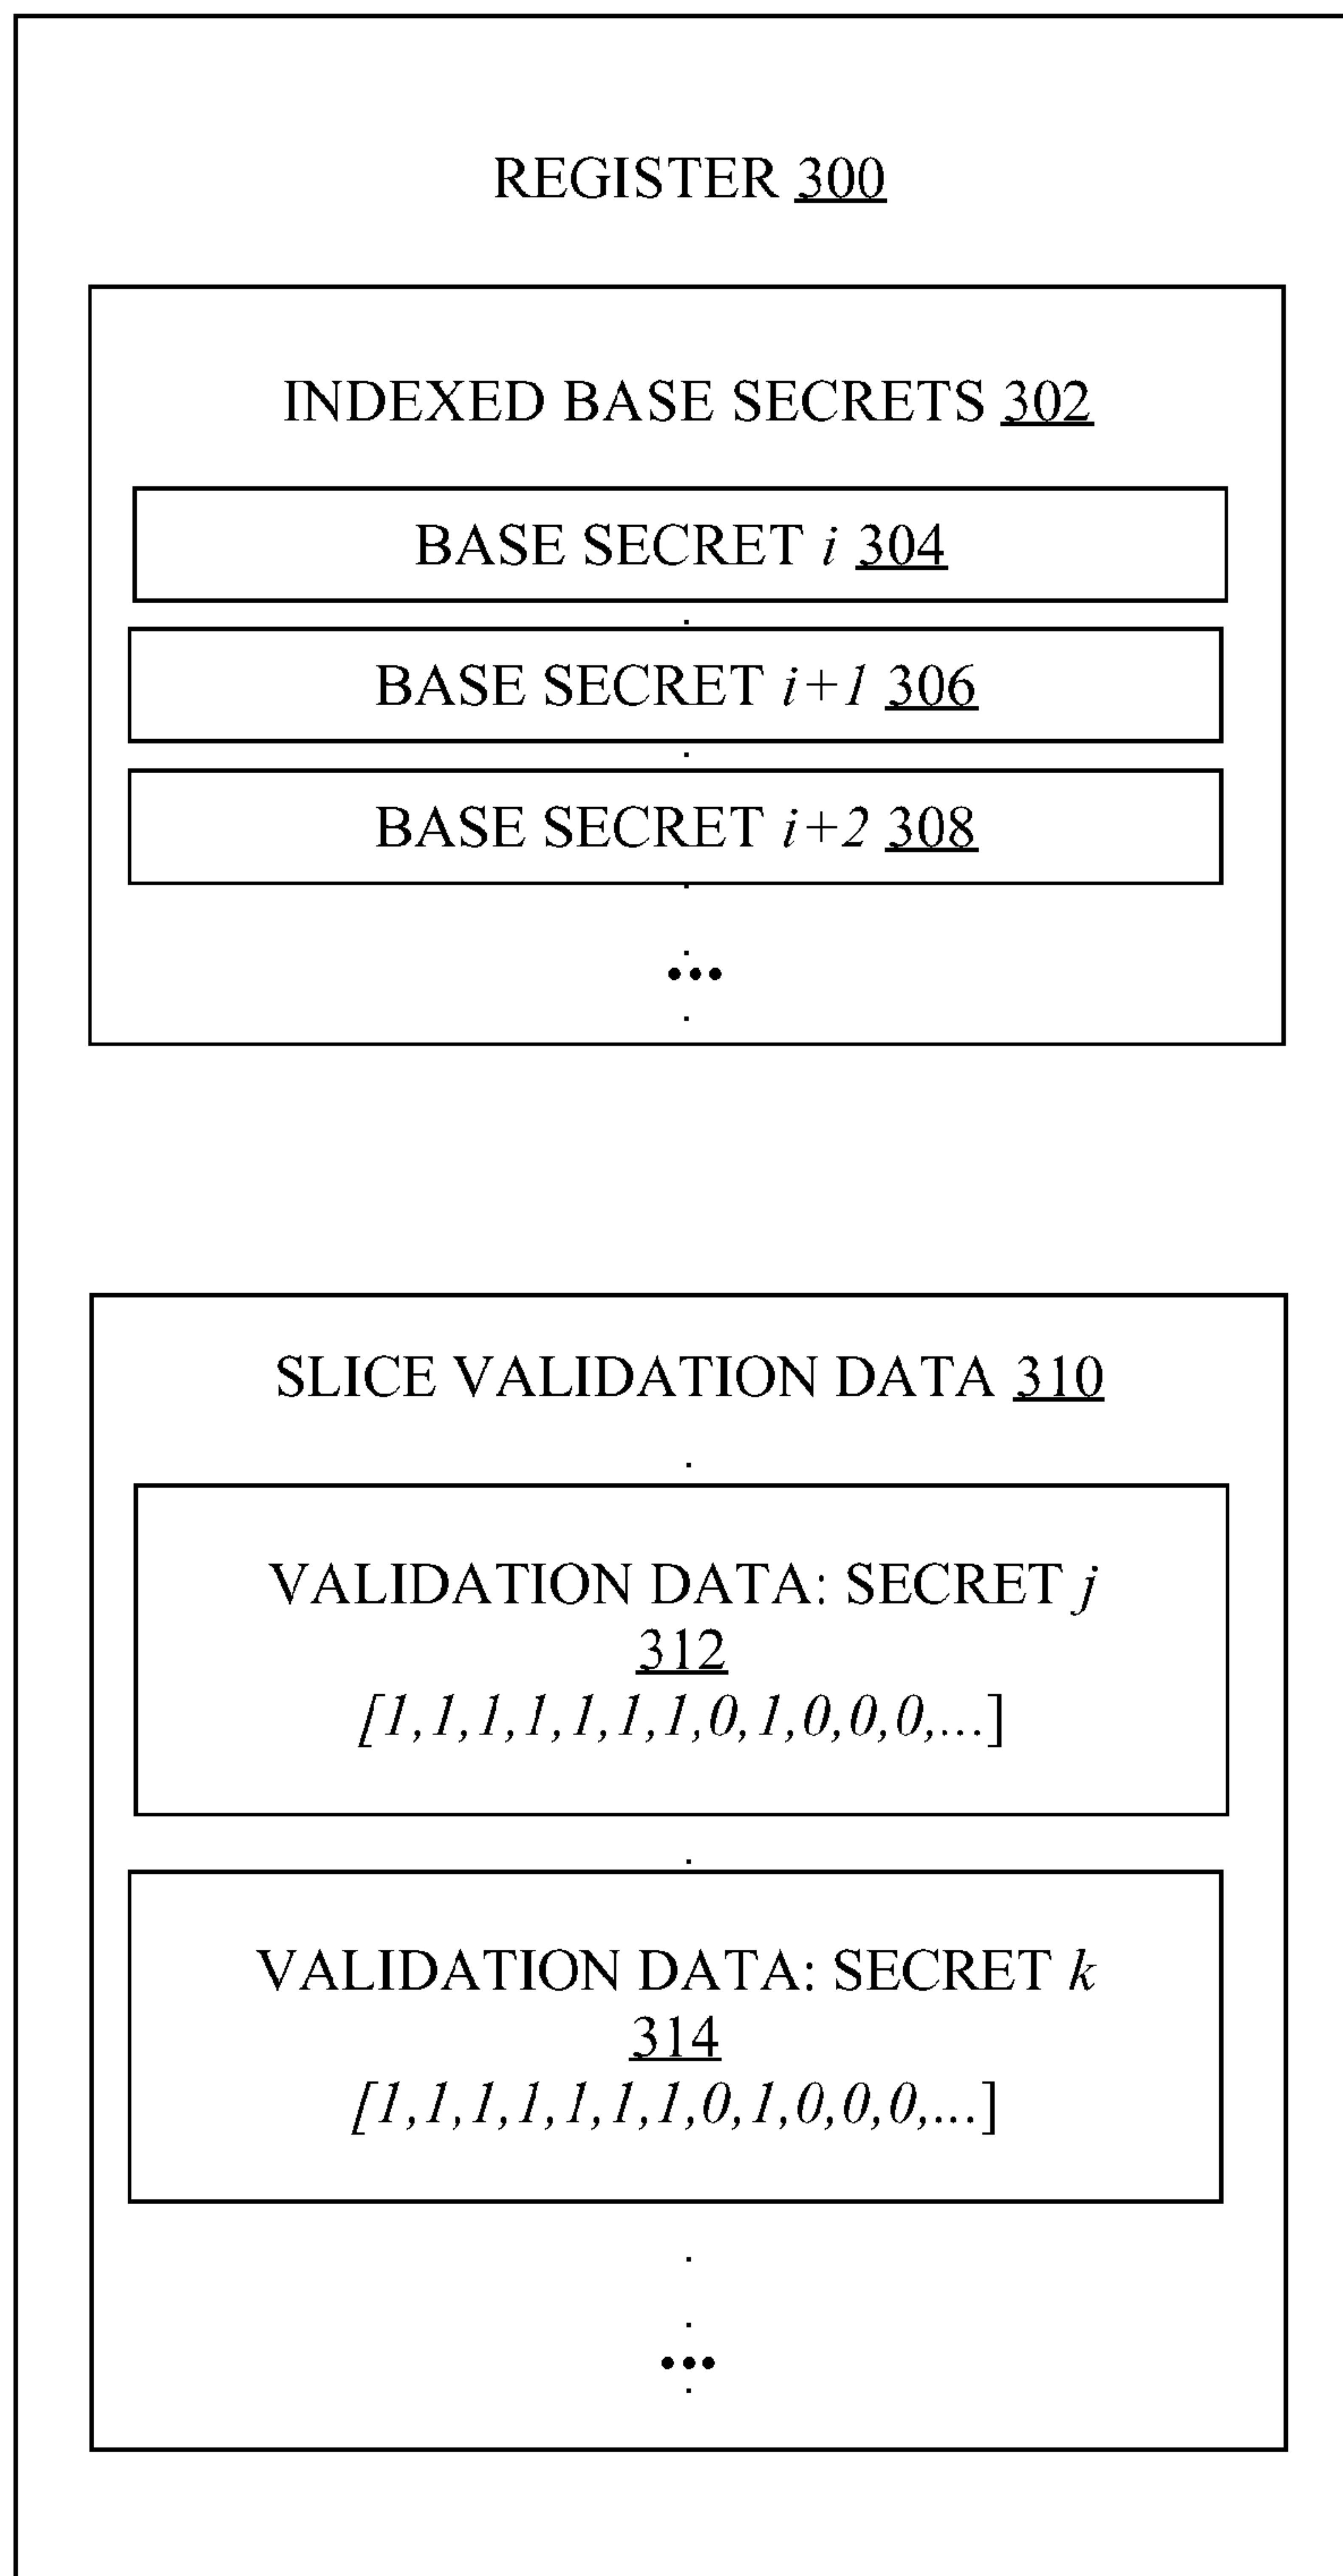 REGISTER 300
INDEXED BASE SECRETS 302
BASE SECRET i 304
BASE SECRET i+1 306
BASE SECRET i+2 308
...
SLICE VALIDATION DATA 310
VALIDATION DATA: SECRET j
312
[1,1,1,1,1,1,1,0,1,0,0,0,...]
VALIDATION DATA: SECRET k
314
[1,1,1,1,1,1,1,0,1,0,0,0,...]
...